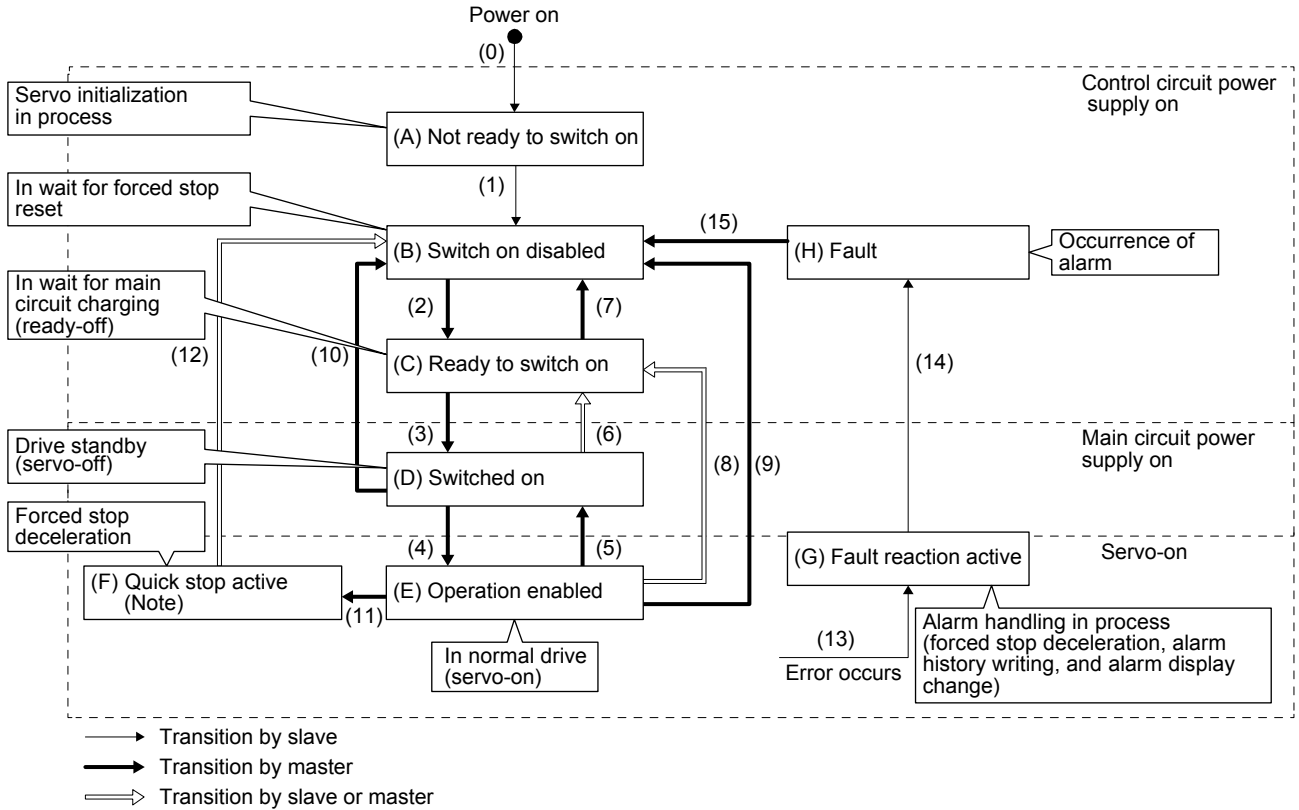 Power on
(0)
Control circuit power
supply on
Servo initialization
in process
(A) Not ready to switch on
(1)
In wait for forced stop
reset
(15)
(B) Switch on disabled
(H) Fault
Occurrence of
alarm
In wait for main
circuit charging
(ready-off)
(2)
(7)
(12)
(10)
(C) Ready to switch on
(14)
(3)
(6)
Main circuit power
supply on
Drive standby
(servo-off)
(8)
(9)
(D) Switched on
Forced stop
deceleration
(4)
(5)
(G) Fault reaction active
Servo-on
(F) Quick stop active
(Note)
(11)
(E) Operation enabled
In normal drive
(servo-on)
(13)
Error occurs
Alarm handling in process
(forced stop deceleration, alarm
history writing, and alarm display
change)
Transition by slave
Transition by master
Transition by slave or master